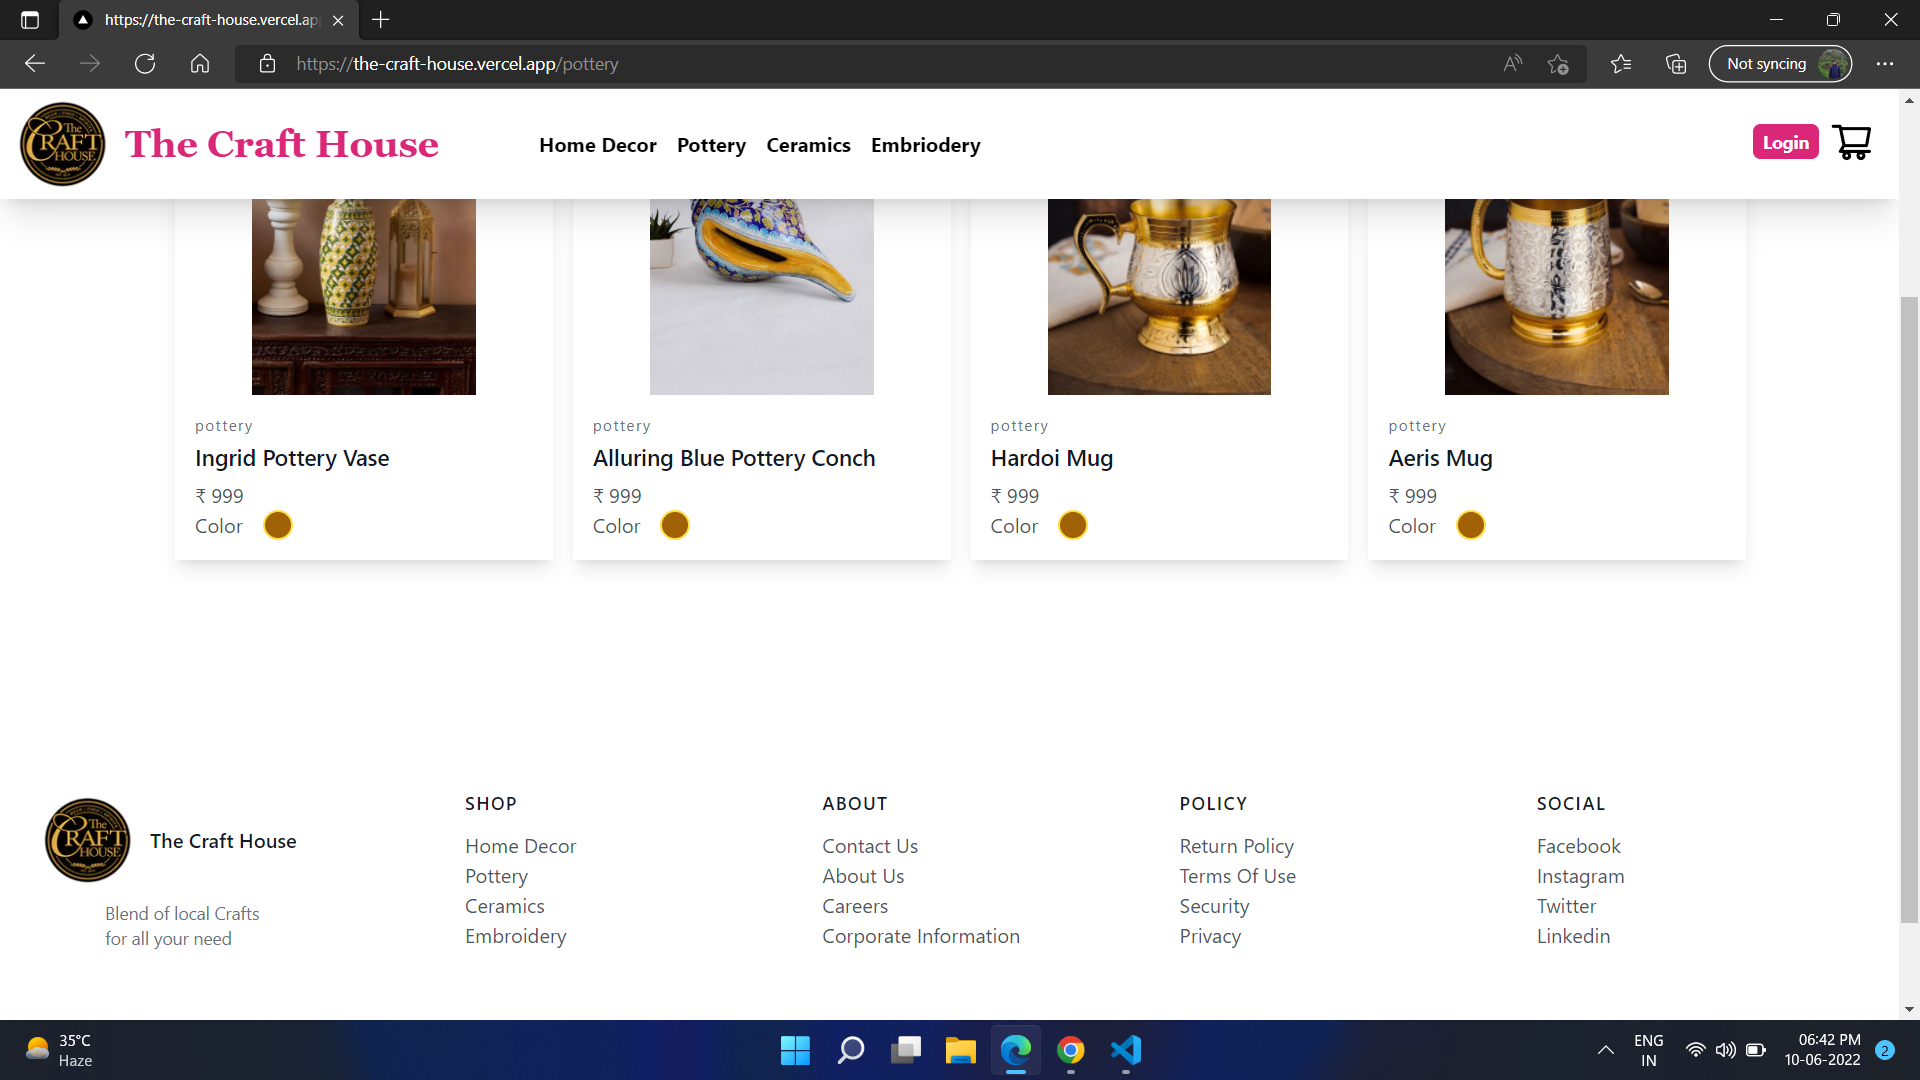 https://the-craft-house.vercel.ap
https://the-craft-house.vercel.app/pottery
Not syncing
The CRAFT HOUSE
The Craft House
Home Decor Pottery Ceramics Embriodery
Login
pottery
Ingrid Pottery Vase
₹ 999
Color
pottery
Alluring Blue Pottery Conch
₹ 999
Color
pottery
Hardoi Mug
₹ 999
Color
pottery
Aeris Mug
₹ 999
Color
The CRAFT HOUSE
The Craft House
Blend of local Crafts
for all your need
SHOP
Home Decor
Pottery
Ceramics
Embroidery
ABOUT
Contact Us
About Us
Careers
Corporate Information
POLICY
Return Policy
Terms Of Use
Security
Privacy
SOCIAL
Facebook
Instagram
Twitter
Linkedin
35°C
Haze
ENG
IN
06:42 PM
10-06-2022
2